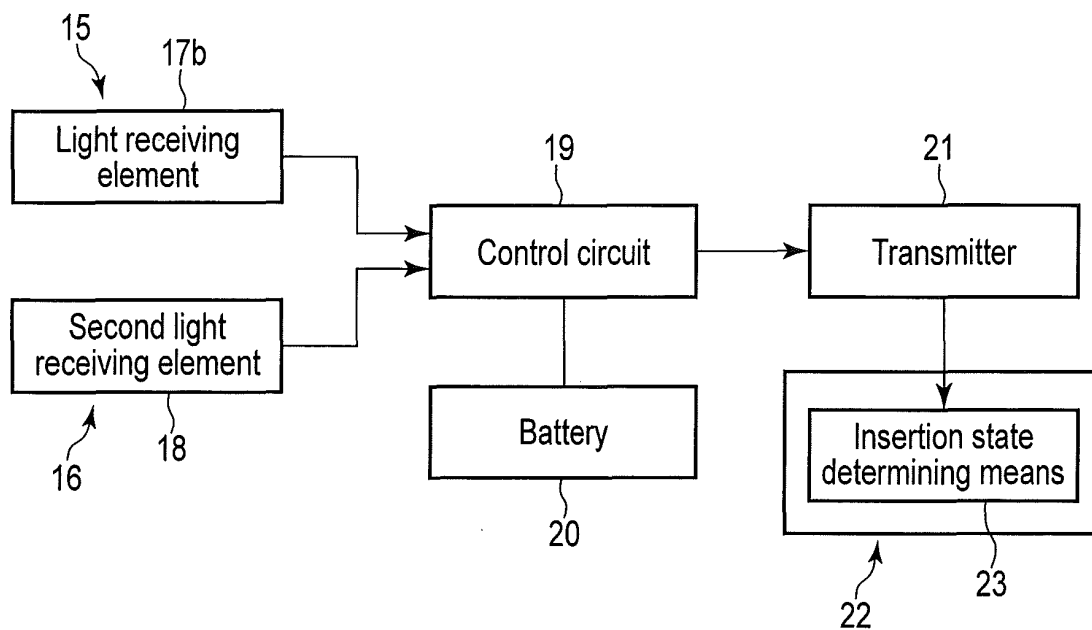 15
17b
Light receiving
element
19
21
Control circuit
Transmitter
Second light
receiving element
16
18
Battery
20
Insertion state
determining means
22
23